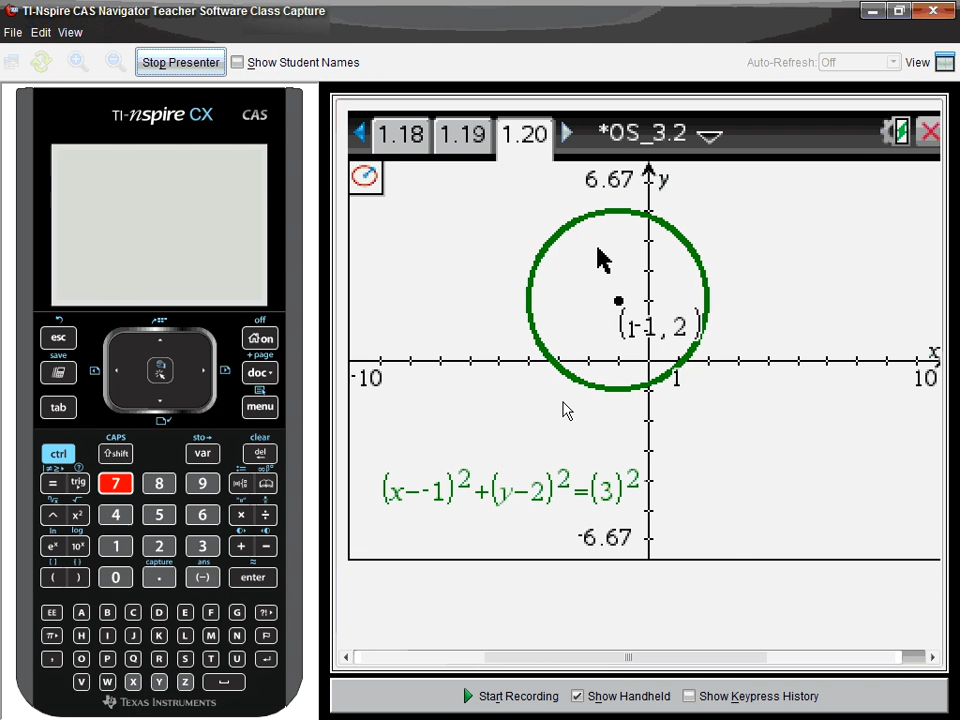 TI-Nspire CAS Navigator Teacher Software Class Capture
File Edit View
Stop Presenter Show Student Names Auto-Refresh: Off View
TI-nspire CX CAS
1.18 1.19 1.20 *OS_3.2
6.67 y
(-1, 2)
x
-10 1 10
(x--1)²+(y-2)²=(3)²
-6.67
off
esc on
save + page
doc
tab menu
CAPS sto→ clear
ctrl shift var del
= trig 7 8 9
^ x² 4 5 6 × ÷
ln log
eˣ 10ˣ 1 2 3 + −
[ ] { } capture ans ≈
( ) 0 . (−) enter
EE A B C D E F G ?!
π H I J K L M N
, O P Q R S T U
V W X Y Z
TEXAS INSTRUMENTS
Start Recording Show Handheld Show Keypress History